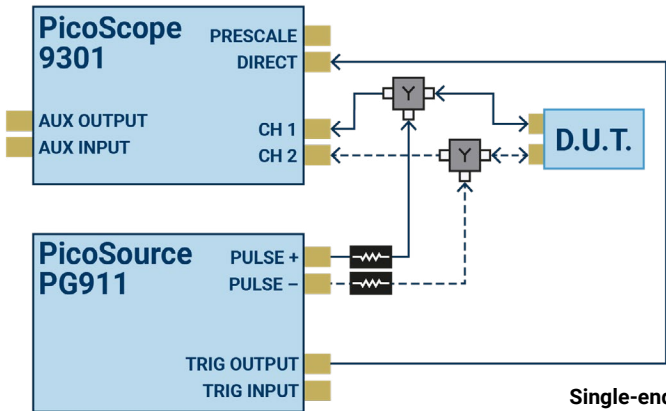 PicoScope
9301
PRESCALE
DIRECT
AUX OUTPUT
AUX INPUT
CH 1
CH 2
Y
Y
D.U.T.
PicoSource
PG911
PULSE +
PULSE –
TRIG OUTPUT
TRIG INPUT